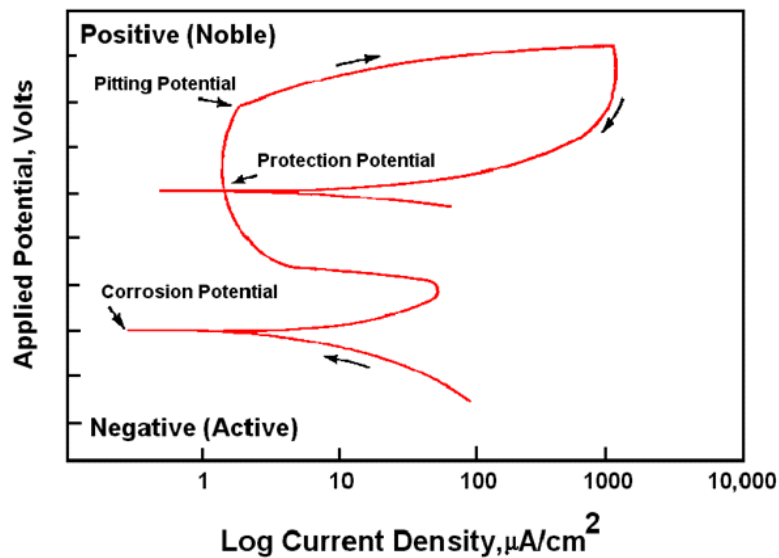 Positive (Noble)
Pitting Potential
Protection Potential
Corrosion Potential
Negative (Active)
Applied Potential, Volts
1
10
100
1000
10,000
Log Current Density,µA/cm²